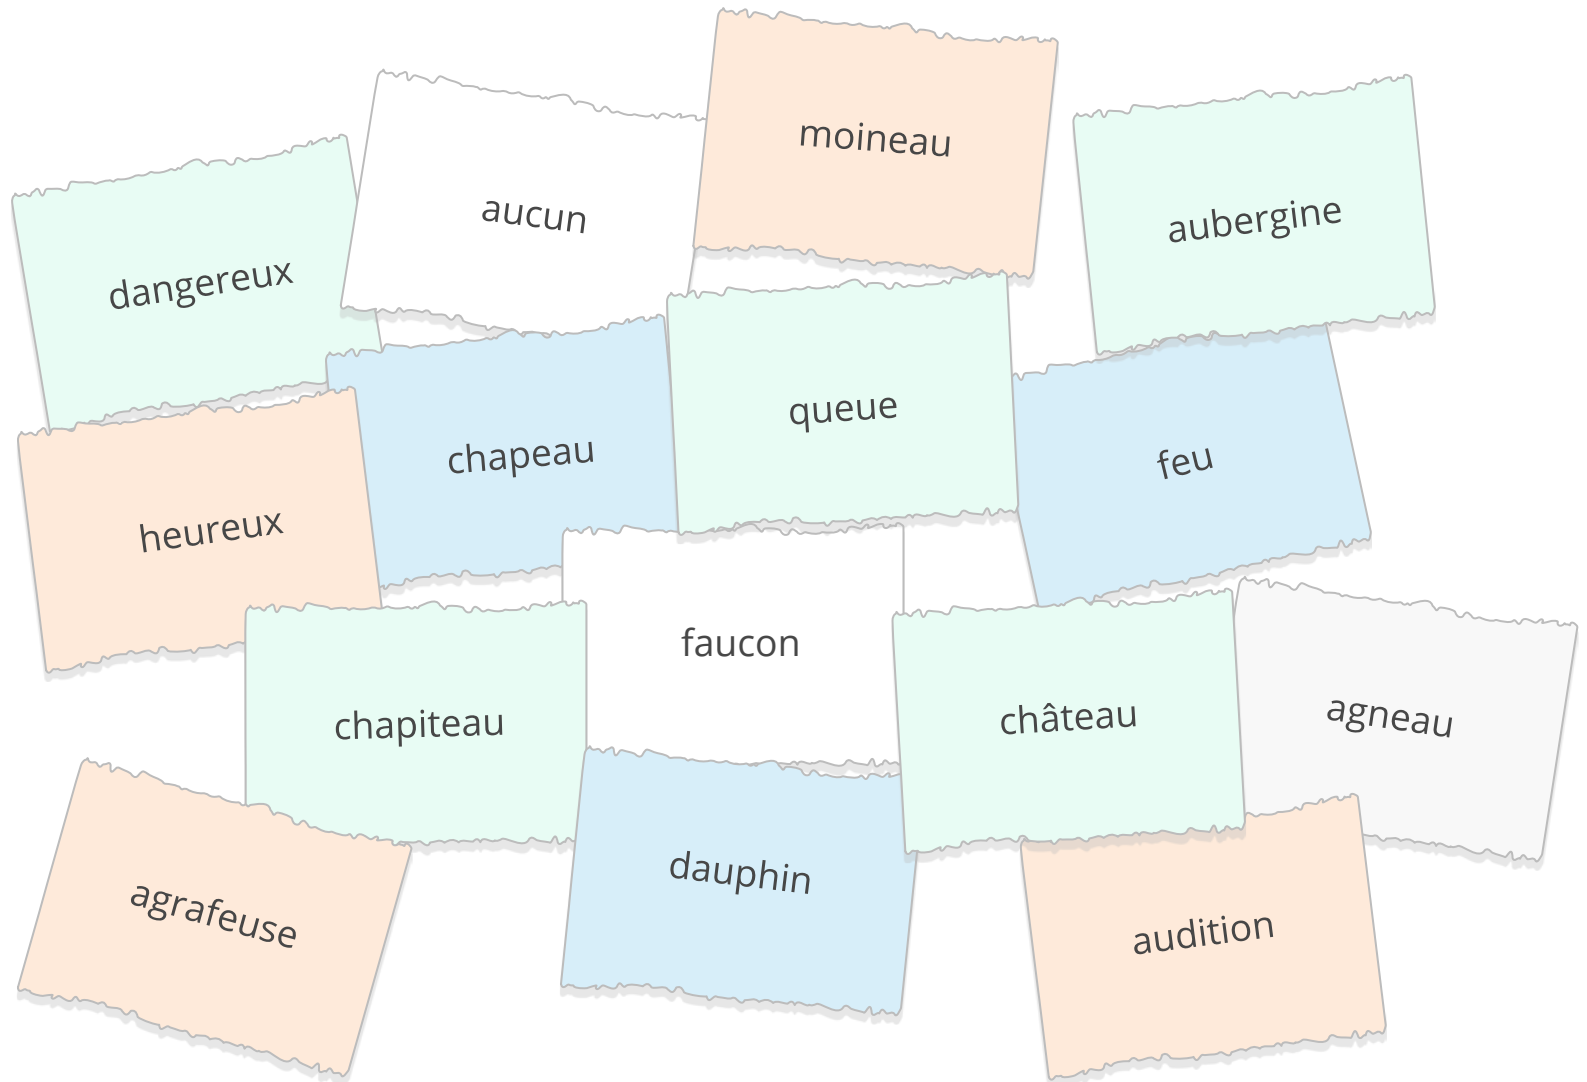 moineau
aucun
aubergine
dangereux
queue
chapeau
feu
heureux
faucon
chapiteau
château
agneau
dauphin
agrafeuse
audition